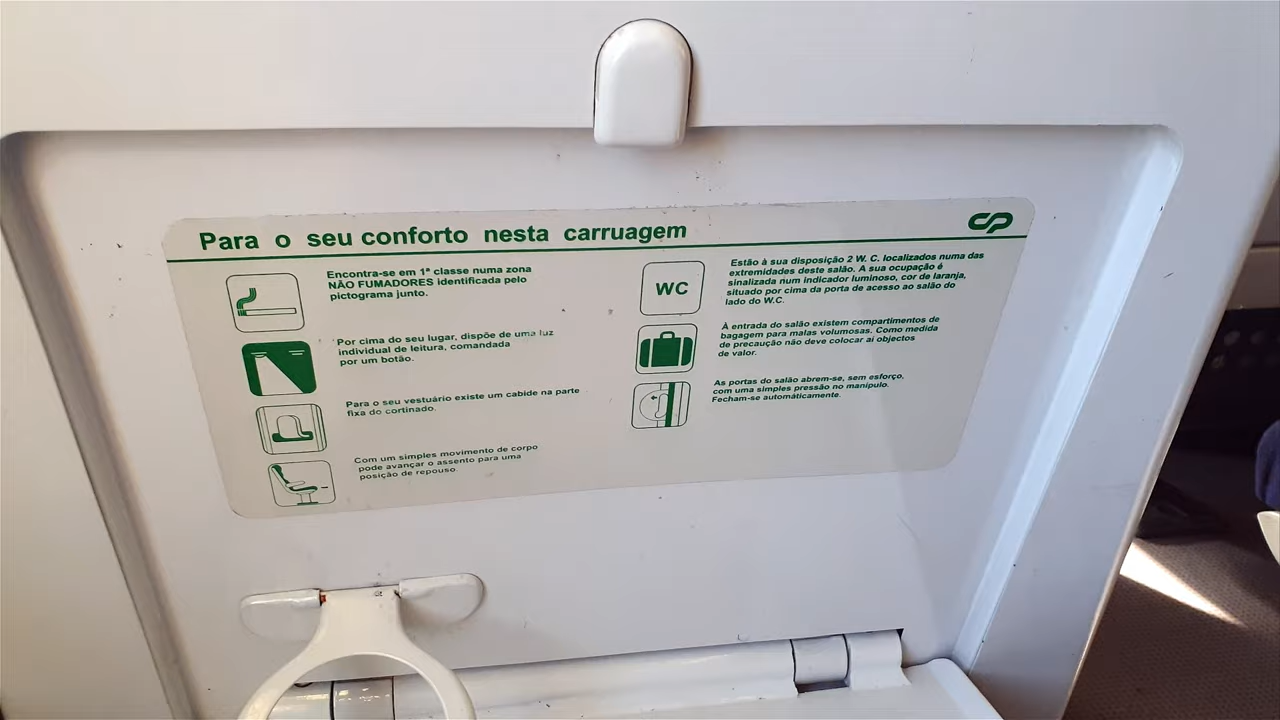 Para o seu conforto nesta carruagem
CP
Encontra-se em 1ª classe numa zona
NÃO FUMADORES identificada pelo
pictograma junto.
Por cima do seu lugar, dispõe de uma luz
individual de leitura, comandada
por um botão.
Para o seu vestuário existe um cabide na parte
fixa do cortinado.
Com um simples movimento de corpo
pode avançar o assento para uma
posição de repouso.
WC
Estão à sua disposição 2 W. C. localizados numa das
extremidades deste salão. A sua ocupação é
sinalizada num indicador luminoso, cor de laranja,
situado por cima da porta de acesso ao salão do
lado do W.C.
À entrada do salão existem compartimentos de
bagagem para malas volumosas. Como medida
de precaução não deve colocar aí objectos
de valor.
As portas do salão abrem-se, sem esforço,
com uma simples pressão no manípulo.
Fecham-se automáticamente.